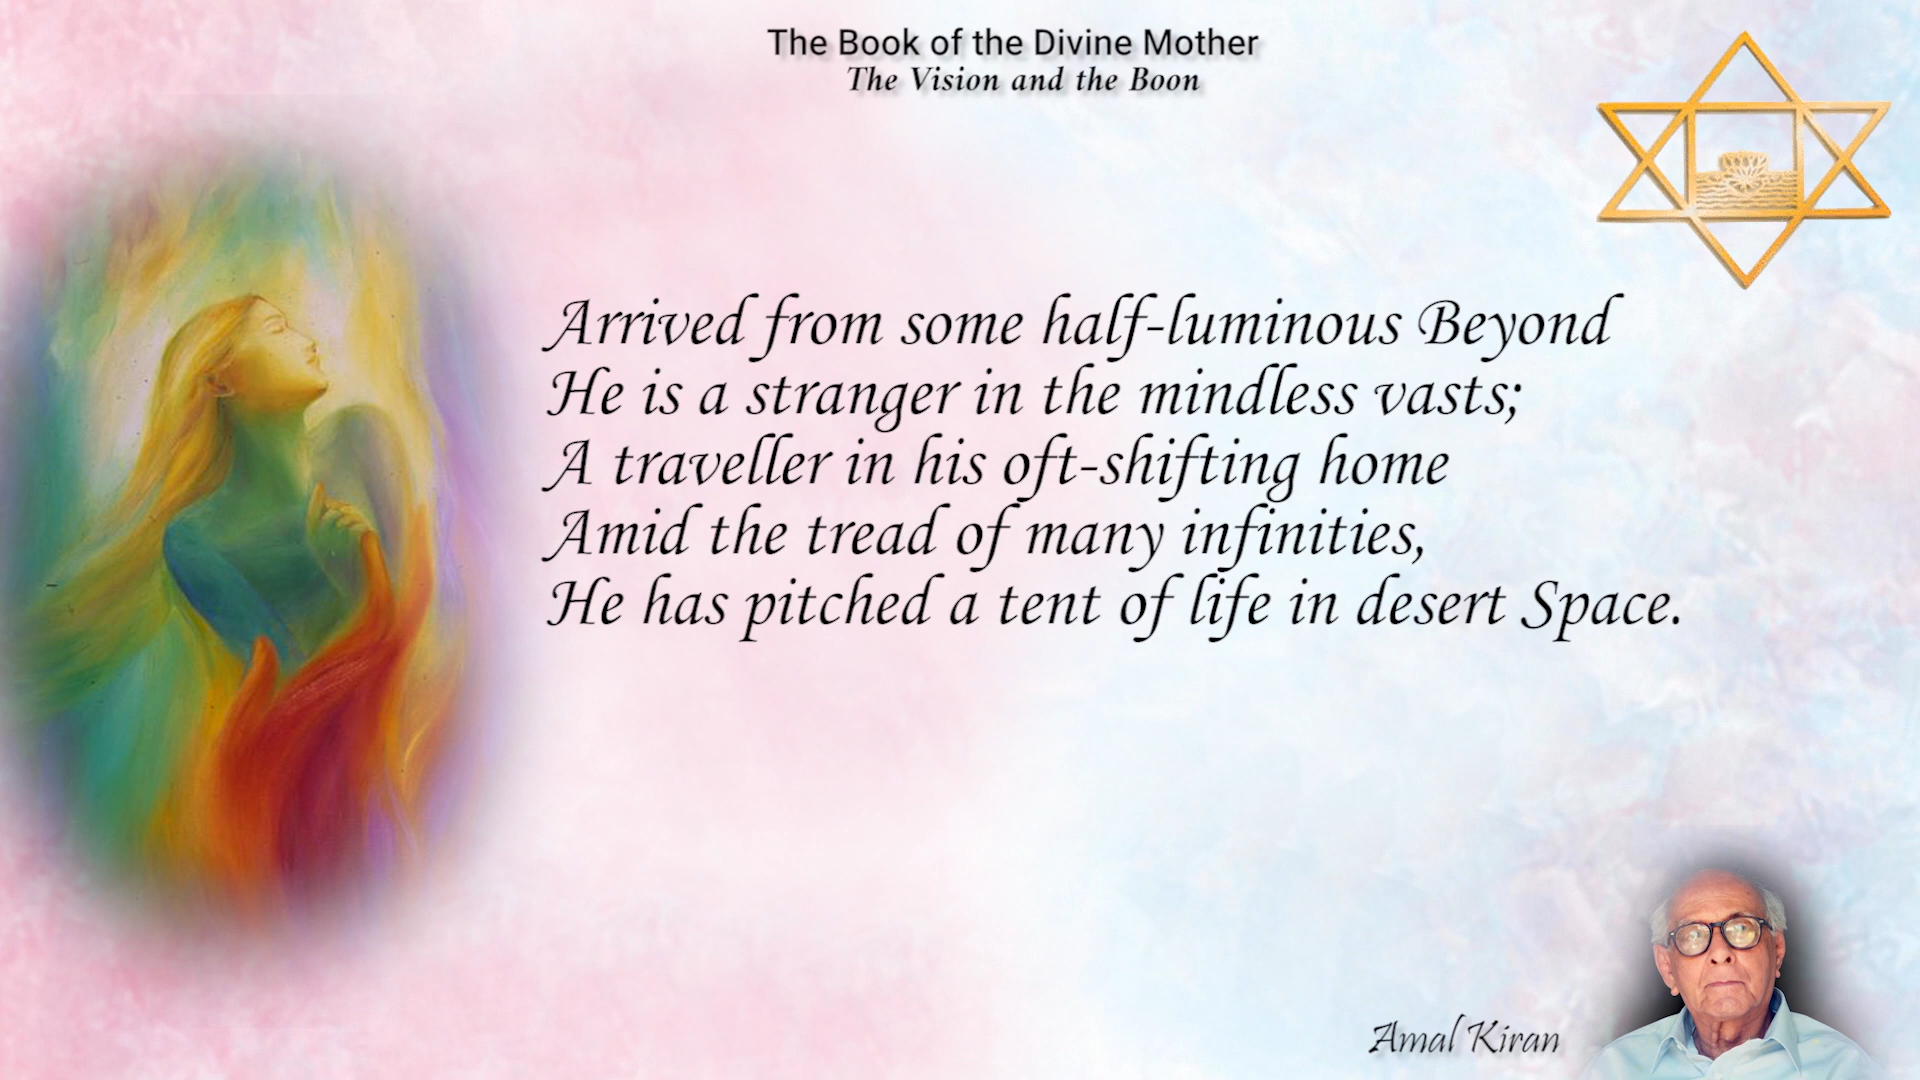 The Book of the Divine Mother
The Vision and the Boon
Arrived from some half-luminous Beyond
He is a stranger in the mindless vasts;
A traveller in his oft-shifting home
Amid the tread of many infinities,
He has pitched a tent of life in desert Space.
Amal Kiran